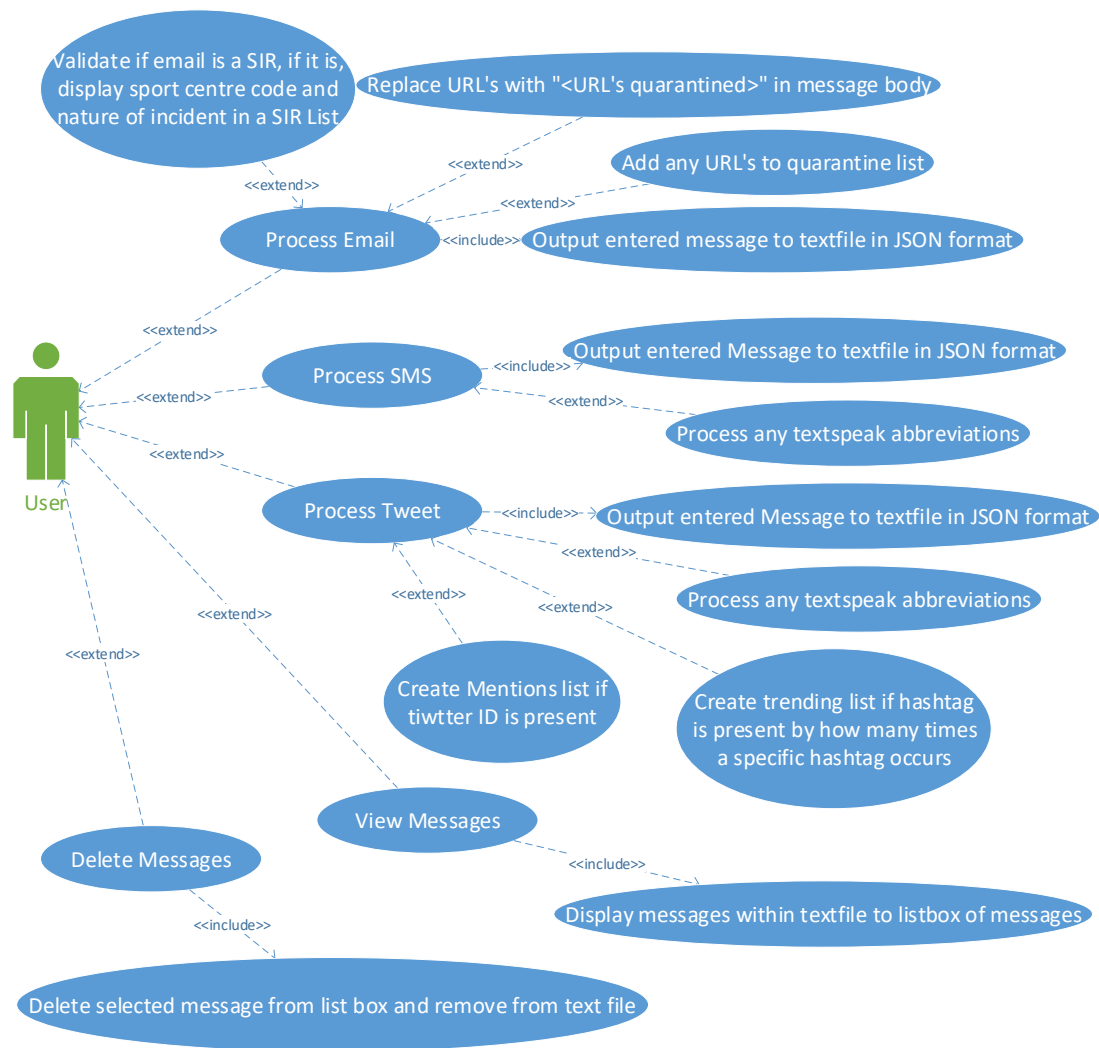 Validate if email is a SIR, if it is,
display sport centre code and
nature of incident in a SIR List
Replace URL's with "<URL's quarantined>" in message body
<<extend>>
Add any URL's to quarantine list
<<extend>>
<<extend>>
Process Email
<<include>>
Output entered message to textfile in JSON format
<<extend>>
Output entered Message to textfile in JSON format
<<include>>
Process SMS
<<extend>>
<<extend>>
Process any textspeak abbreviations
<<extend>>
User
Process Tweet
<<include>>
Output entered Message to textfile in JSON format
<<extend>>
Process any textspeak abbreviations
<<extend>>
<<extend>>
<<extend>>
<<extend>>
Create Mentions list if
tiwtter ID is present
Create trending list if hashtag
is present by how many times
a specific hashtag occurs
View Messages
Delete Messages
<<include>>
Display messages within textfile to listbox of messages
<<include>>
Delete selected message from list box and remove from text file